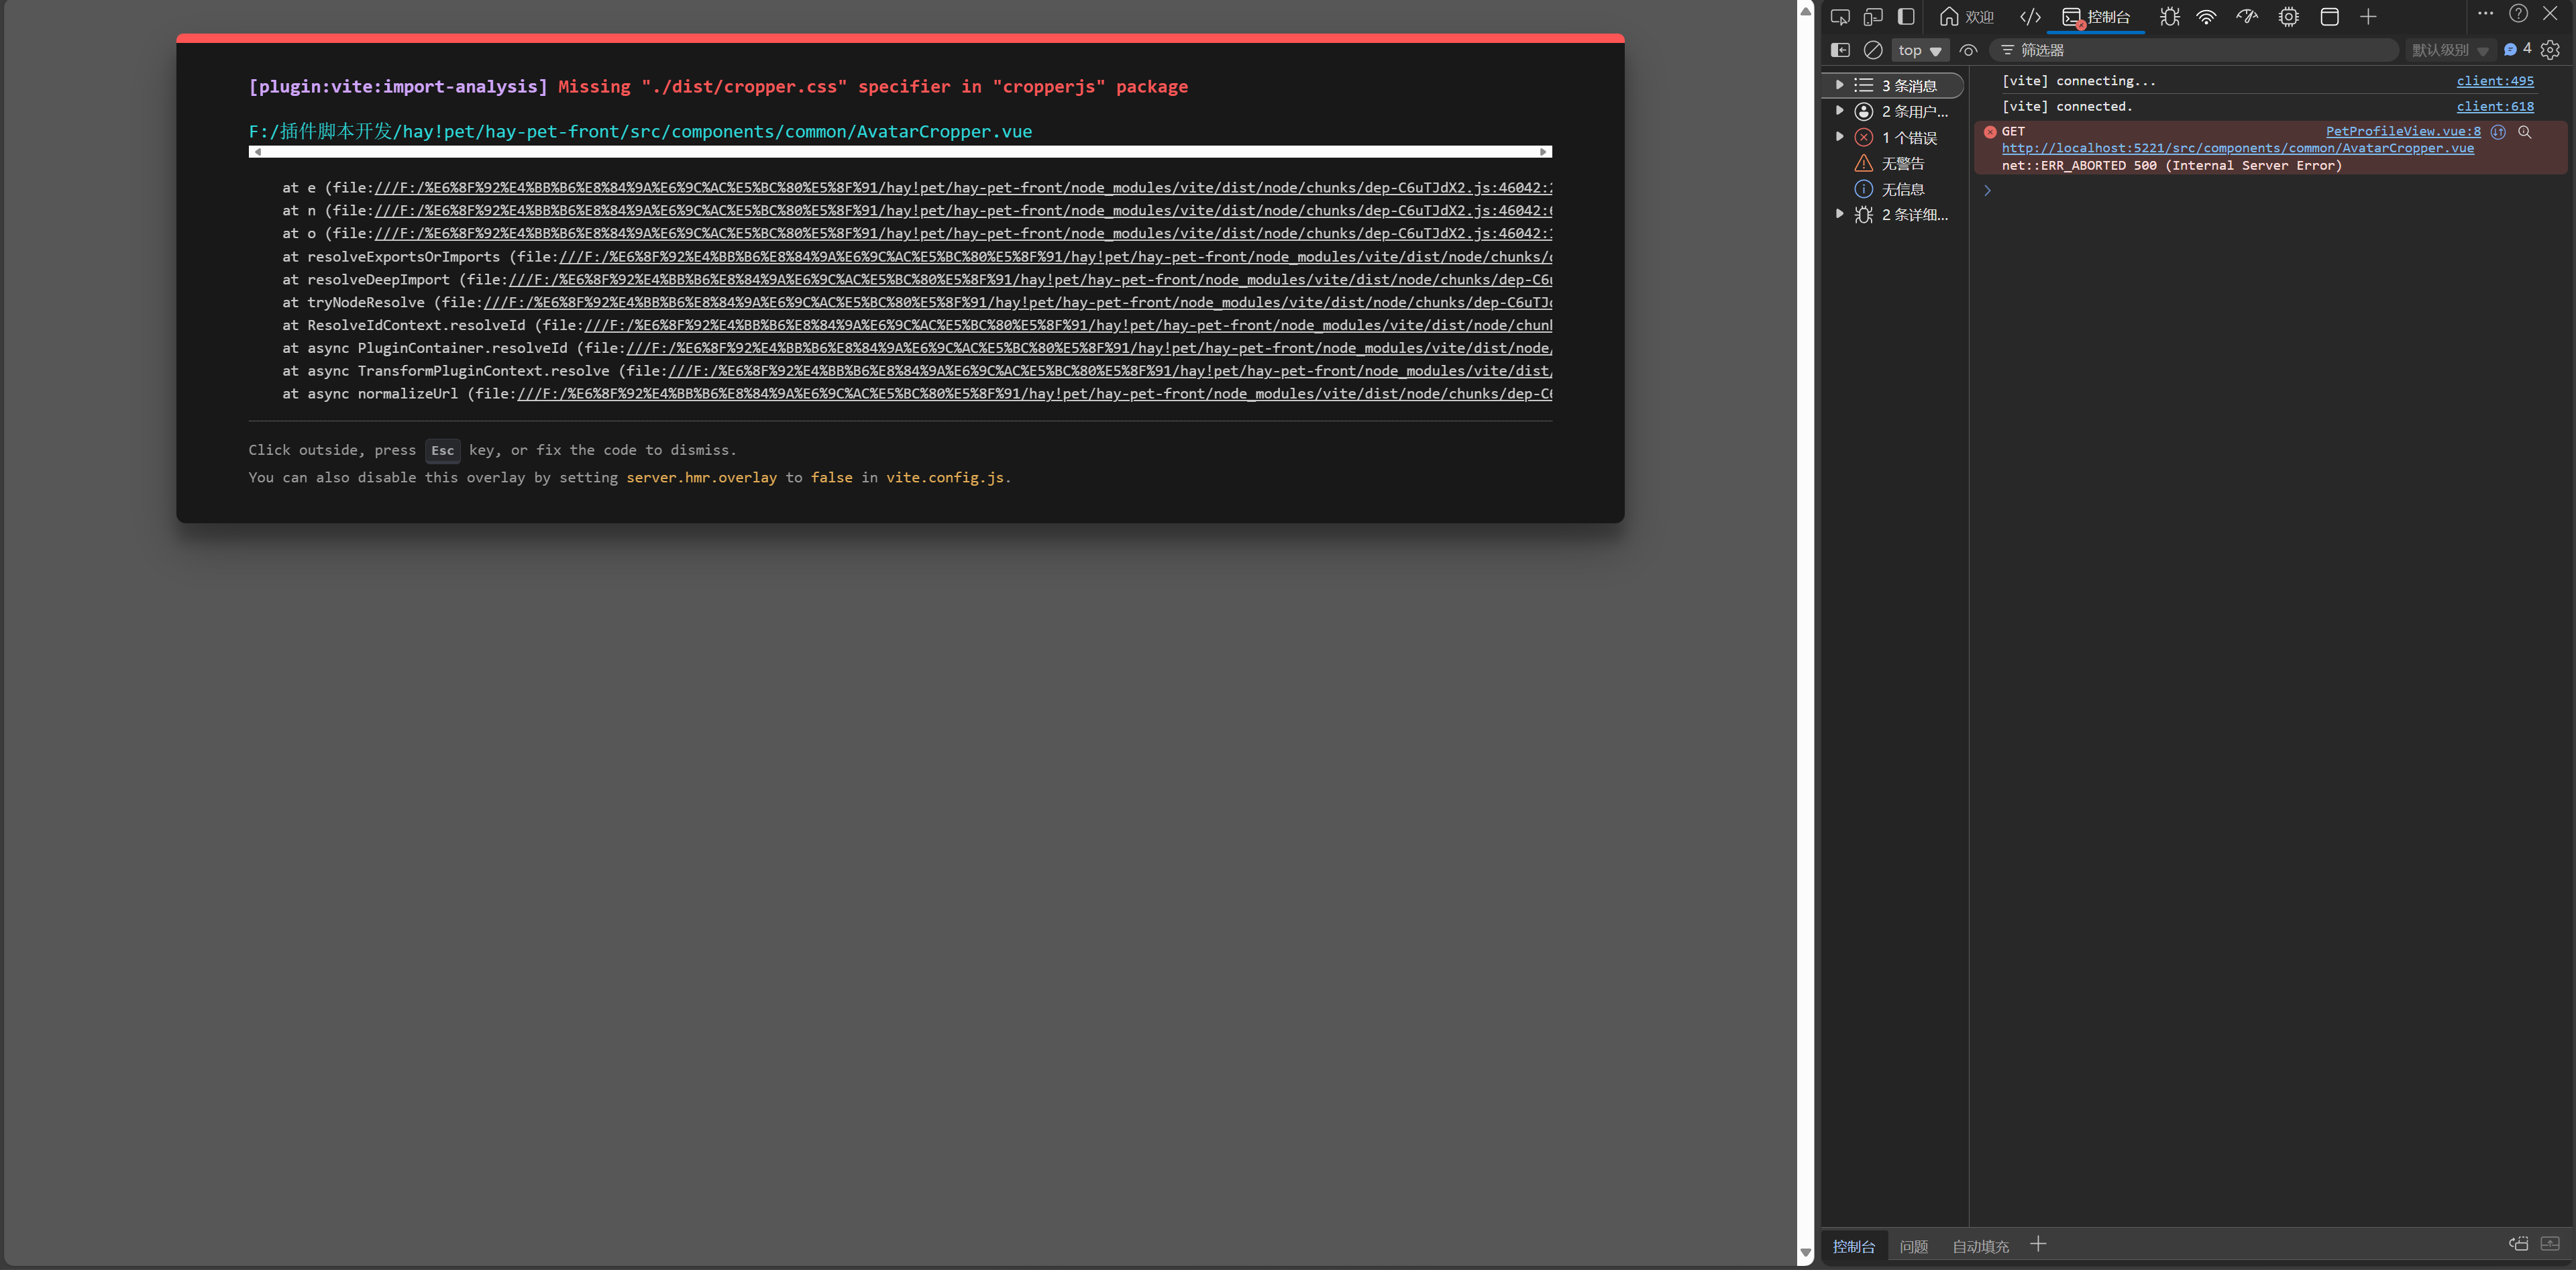 [plugin:vite:import-analysis] Missing "./dist/cropper.css" specifier in "cropperjs" package
F:/插件脚本开发/hay!pet/hay-pet-front/src/components/common/AvatarCropper.vue
at e (file:///F:/%E6%8F%92%E4%BB%B6%E8%84%9A%E6%9C%AC%E5%BC%80%E5%8F%91/hay!pet/hay-pet-front/node_modules/vite/dist/node/chunks/dep-C6uTJdX2.js:46042:
at n (file:///F:/%E6%8F%92%E4%BB%B6%E8%84%9A%E6%9C%AC%E5%BC%80%E5%8F%91/hay!pet/hay-pet-front/node_modules/vite/dist/node/chunks/dep-C6uTJdX2.js:46042:
at o (file:///F:/%E6%8F%92%E4%BB%B6%E8%84%9A%E6%9C%AC%E5%BC%80%E5%8F%91/hay!pet/hay-pet-front/node_modules/vite/dist/node/chunks/dep-C6uTJdX2.js:46042:
at resolveExportsOrImports (file:///F:/%E6%8F%92%E4%BB%B6%E8%84%9A%E6%9C%AC%E5%BC%80%E5%8F%91/hay!pet/hay-pet-front/node_modules/vite/dist/node/chunks/
at resolveDeepImport (file:///F:/%E6%8F%92%E4%BB%B6%E8%84%9A%E6%9C%AC%E5%BC%80%E5%8F%91/hay!pet/hay-pet-front/node_modules/vite/dist/node/chunks/dep-C6
at tryNodeResolve (file:///F:/%E6%8F%92%E4%BB%B6%E8%84%9A%E6%9C%AC%E5%BC%80%E5%8F%91/hay!pet/hay-pet-front/node_modules/vite/dist/node/chunks/dep-C6uTJ
at ResolveIdContext.resolveId (file:///F:/%E6%8F%92%E4%BB%B6%E8%84%9A%E6%9C%AC%E5%BC%80%E5%8F%91/hay!pet/hay-pet-front/node_modules/vite/dist/node/chun
at async PluginContainer.resolveId (file:///F:/%E6%8F%92%E4%BB%B6%E8%84%9A%E6%9C%AC%E5%BC%80%E5%8F%91/hay!pet/hay-pet-front/node_modules/vite/dist/node/
at async TransformPluginContext.resolve (file:///F:/%E6%8F%92%E4%BB%B6%E8%84%9A%E6%9C%AC%E5%BC%80%E5%8F%91/hay!pet/hay-pet-front/node_modules/vite/dist/
at async normalizeUrl (file:///F:/%E6%8F%92%E4%BB%B6%E8%84%9A%E6%9C%AC%E5%BC%80%E5%8F%91/hay!pet/hay-pet-front/node_modules/vite/dist/node/chunks/dep-C6
Click outside, press Esc key, or fix the code to dismiss.
You can also disable this overlay by setting server.hmr.overlay to false in vite.config.js.
欢迎
控制台
top
筛选器
默认级别
4
3 条消息
2 条用户...
1 个错误
无警告
无信息
2 条详细...
[vite] connecting... client:495
[vite] connected. client:618
GET PetProfileView.vue:8
http://localhost:5221/src/components/common/AvatarCropper.vue
net::ERR_ABORTED 500 (Internal Server Error)
控制台 问题 自动填充